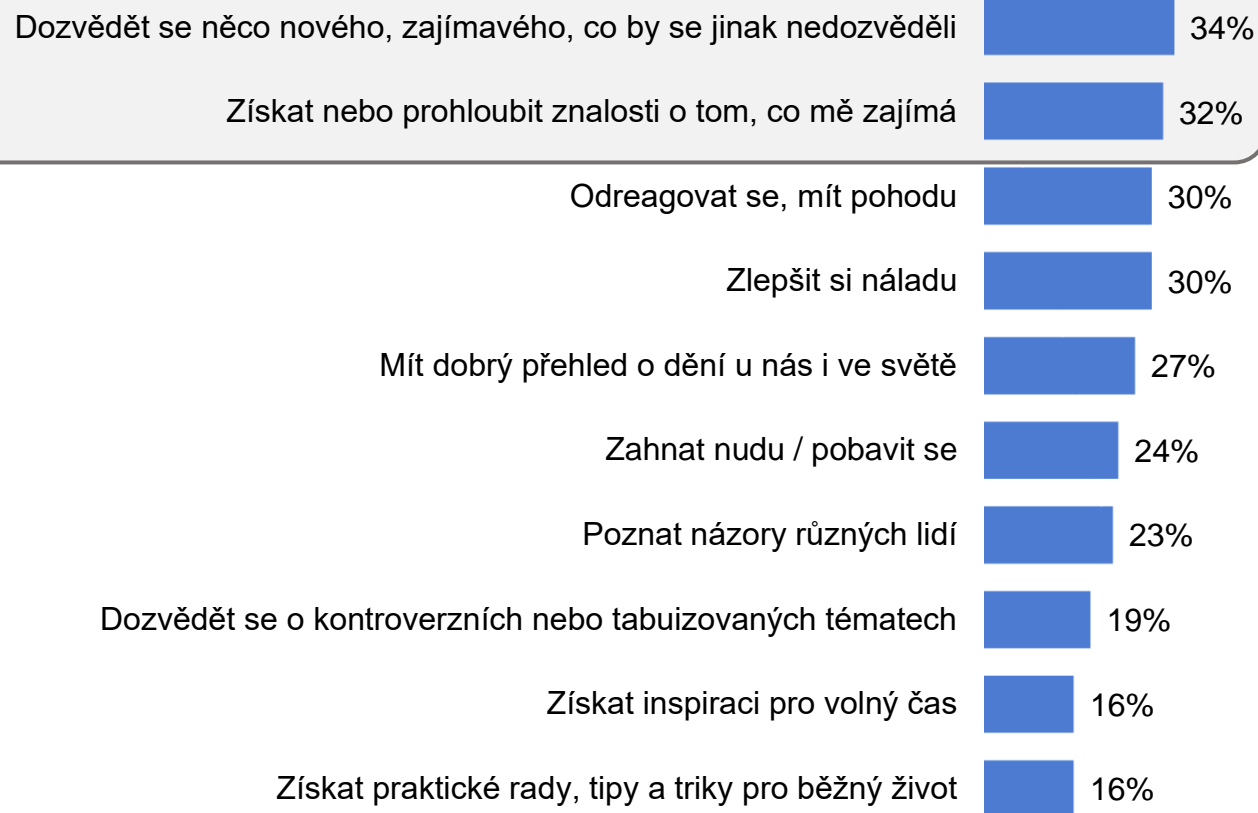 Dozvědět se něco nového, zajímavého, co by se jinak nedozvěděli 34%
Získat nebo prohloubit znalosti o tom, co mě zajímá 32%
Odreagovat se, mít pohodu 30%
Zlepšit si náladu 30%
Mít dobrý přehled o dění u nás i ve světě 27%
Zahnat nudu / pobavit se 24%
Poznat názory různých lidí 23%
Dozvědět se o kontroverzních nebo tabuizovaných tématech 19%
Získat inspiraci pro volný čas 16%
Získat praktické rady, tipy a triky pro běžný život 16%